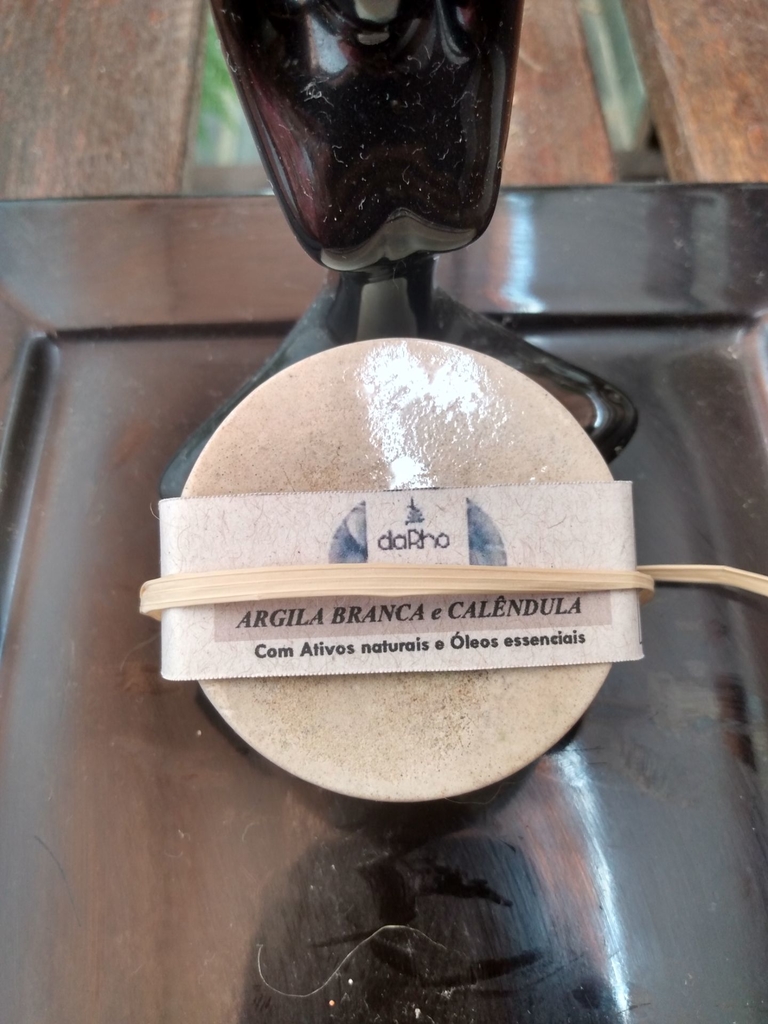 daRho
ARGILA BRANCA e CALÊNDULA
Com Ativos naturais e Óleos essenciais